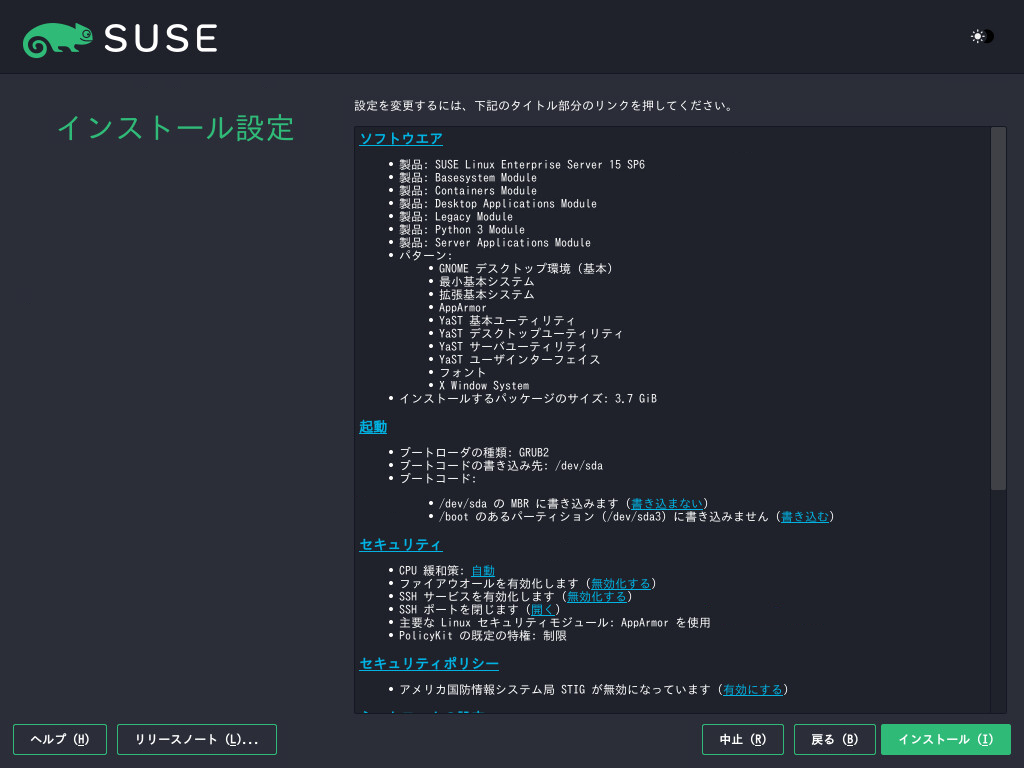 SUSE
インストール設定
設定を変更するには、下記のタイトル部分のリンクを押してください。
ソフトウエア
• 製品: SUSE Linux Enterprise Server 15 SP6
• 製品: Basesystem Module
• 製品: Containers Module
• 製品: Desktop Applications Module
• 製品: Legacy Module
• 製品: Python 3 Module
• 製品: Server Applications Module
• パターン:
• GNOME デスクトップ環境 (基本)
• 最小基本システム
• 拡張基本システム
• AppArmor
• YaST 基本ユーティリティ
• YaST デスクトップユーティリティ
• YaST サーバユーティリティ
• YaST ユーザインターフェイス
• フォント
• X Window System
• インストールするパッケージのサイズ: 3.7 GiB
起動
• ブートローダの種類: GRUB2
• ブートコードの書き込み先: /dev/sda
• ブートコード:
• /dev/sda の MBR に書き込みます (書き込まない)
• /boot のあるパーティション (/dev/sda3) に書き込みません (書き込む)
セキュリティ
• CPU 緩和策: 自動
• ファイアウオールを有効化します (無効化する)
• SSH サービスを有効化します (無効化する)
• SSH ポートを閉じます (開く)
• 主要な Linux セキュリティモジュール: AppArmor を使用
• PolicyKit の既定の特権: 制限
セキュリティポリシー
• アメリカ国防情報システム局 STIG が無効になっています (有効にする)
ヘルプ (H)
リリースノート (L)...
中止 (R)
戻る (B)
インストール (I)